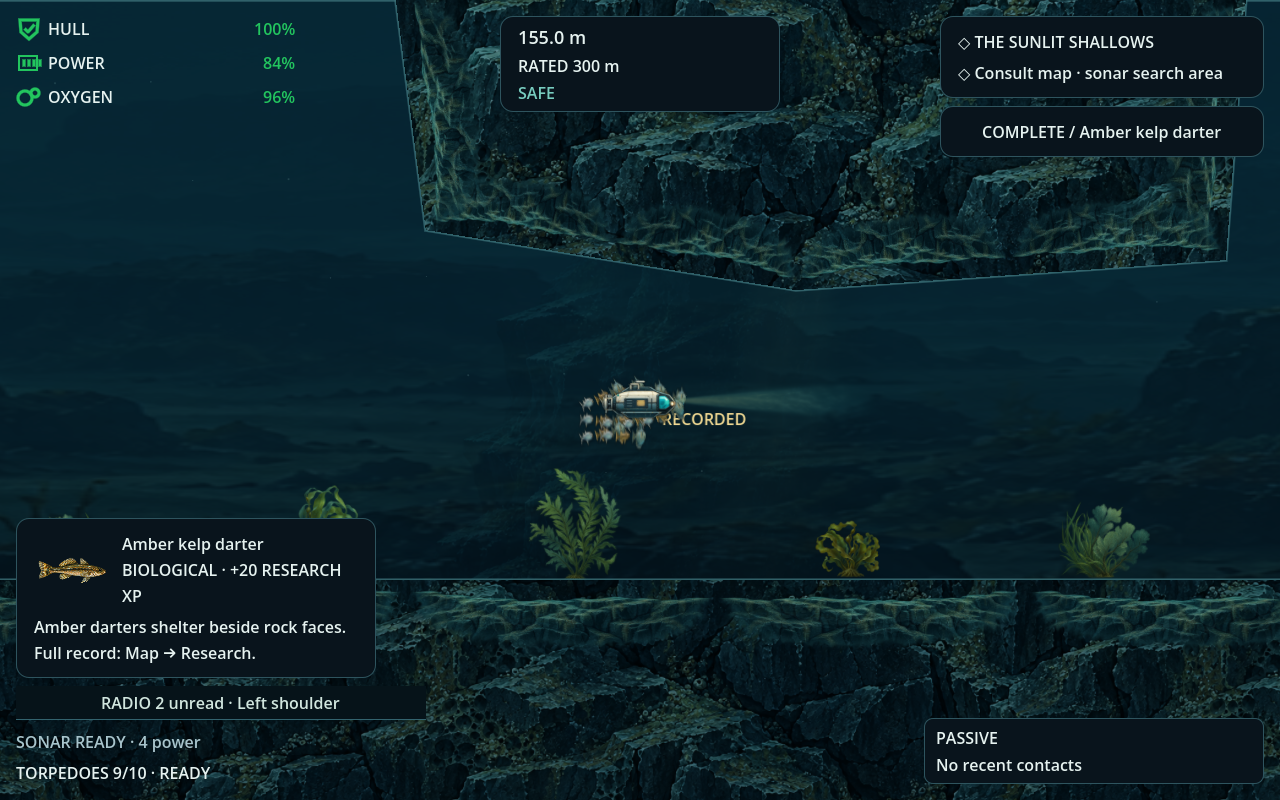 HULL 100%
POWER 84%
OXYGEN 96%
155.0 m
RATED 300 m
SAFE
◇ THE SUNLIT SHALLOWS
◇ Consult map · sonar search area
COMPLETE / Amber kelp darter
RECORDED
Amber kelp darter
BIOLOGICAL · +20 RESEARCH
XP
Amber darters shelter beside rock faces.
Full record: Map → Research.
RADIO 2 unread · Left shoulder
SONAR READY · 4 power
TORPEDOES 9/10 · READY
PASSIVE
No recent contacts